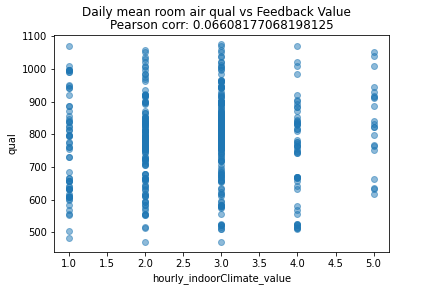 Daily mean room air qual vs Feedback Value
Pearson corr: 0.06608177068198125
1100
1000
900
800
700
600
500
qual
1.0 1.5 2.0 2.5 3.0 3.5 4.0 4.5 5.0
hourly_indoorClimate_value